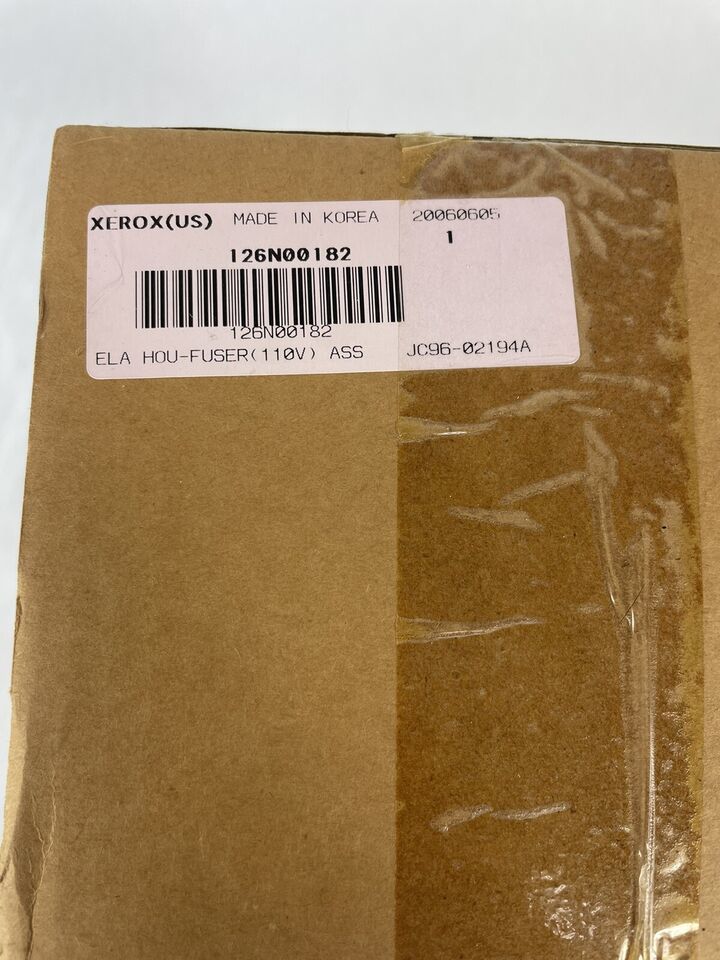 XEROX(US) MADE IN KOREA 20060605
1
126N00182
126N00182
ELA HOU-FUSER(110V) ASS JC96-02194A